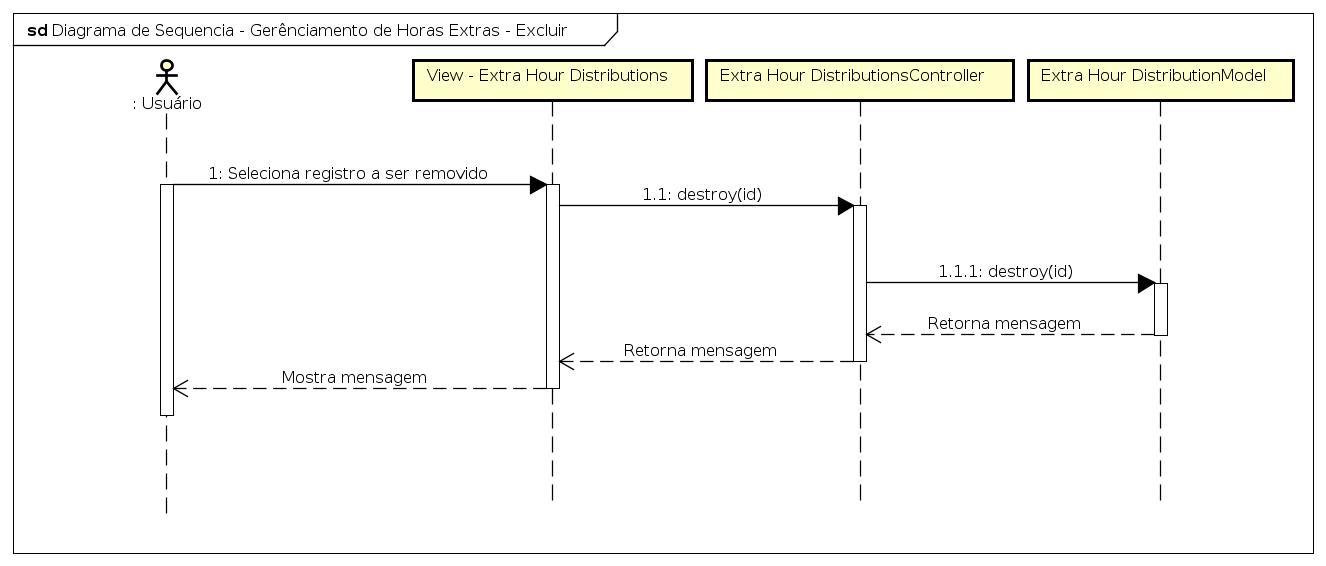 sd Diagrama de Sequencia - Gerênciamento de Horas Extras - Excluir
: Usuário
View - Extra Hour Distributions
Extra Hour DistributionsController
Extra Hour DistributionModel
1: Seleciona registro a ser removido
1.1: destroy(id)
1.1.1: destroy(id)
Retorna mensagem
Retorna mensagem
Mostra mensagem